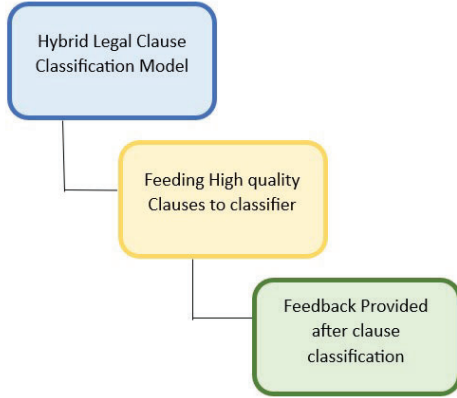 Hybrid Legal Clause
Classification Model
Feeding High quality
Clauses to classifier
Feedback Provided
after clause
classification